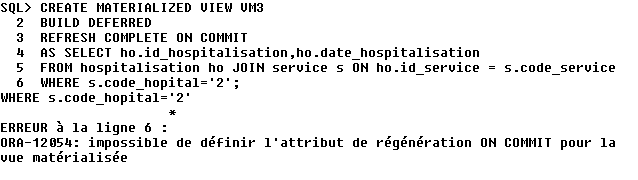 SQL> CREATE MATERIALIZED VIEW VM3
  2  BUILD DEFERRED
  3  REFRESH COMPLETE ON COMMIT
  4  AS SELECT ho.id_hospitalisation,ho.date_hospitalisation
  5  FROM hospitalisation ho JOIN service s ON ho.id_service = s.code_service
  6  WHERE s.code_hopital='2';
WHERE s.code_hopital='2'
                    *
ERREUR à la ligne 6 :
ORA-12054: impossible de définir l'attribut de régénération ON COMMIT pour la
vue matérialisée